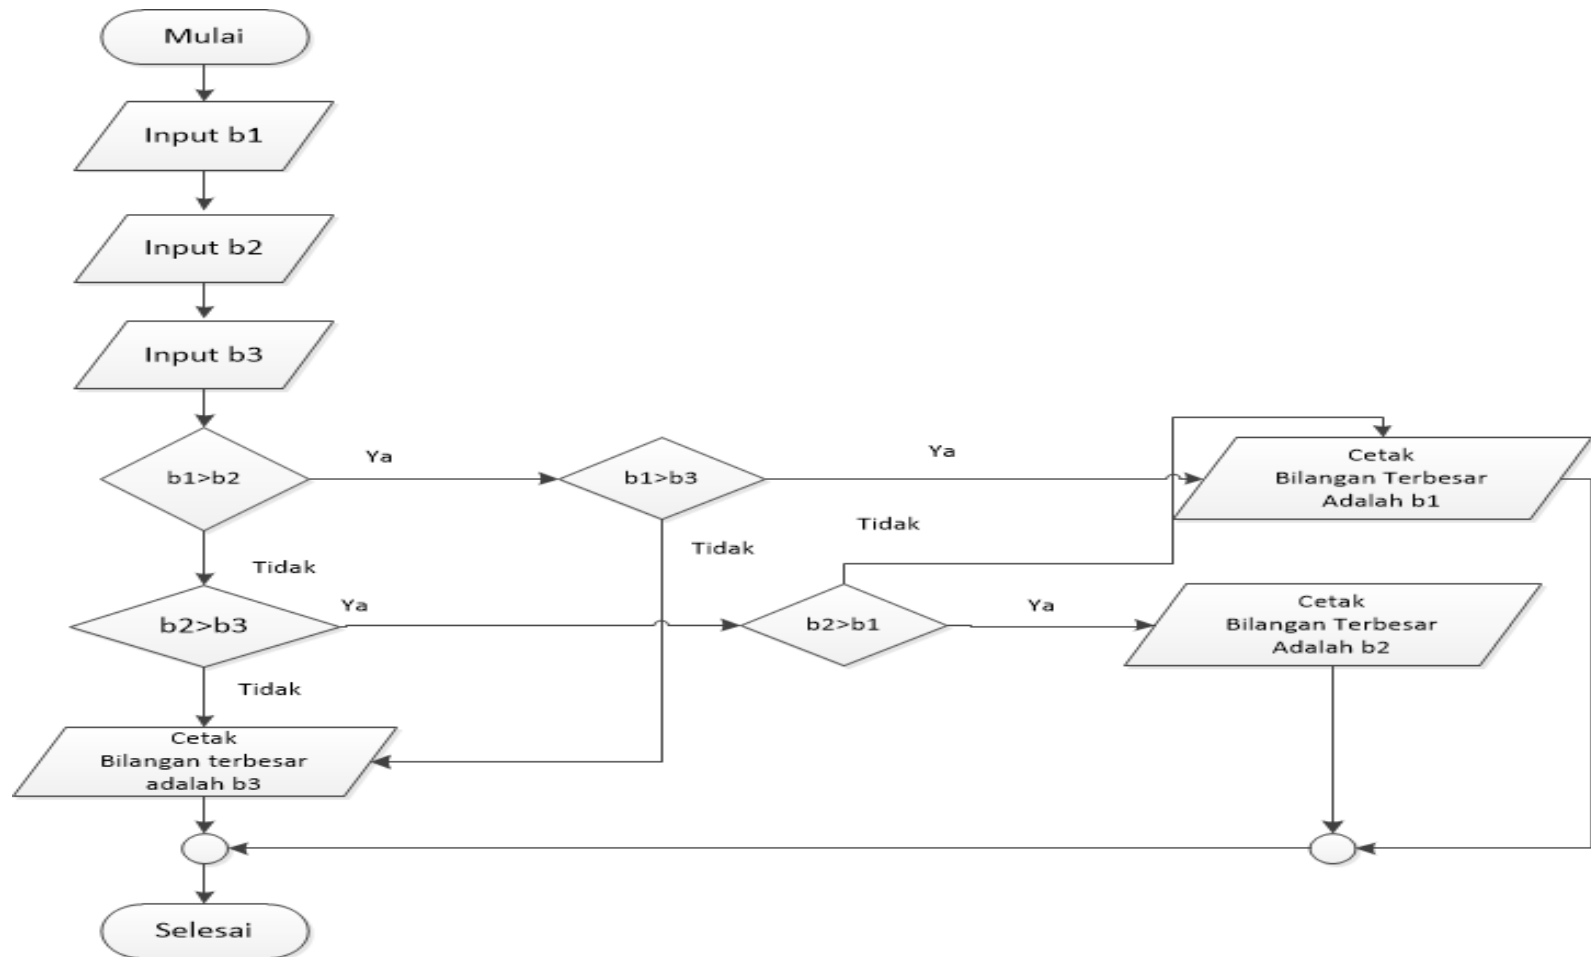 Mulai
Input b1
Input b2
Input b3
b1>b2
Ya
b1>b3
Ya
Cetak
Bilangan Terbesar
Adalah b1
Tidak
Tidak
Tidak
b2>b3
Ya
b2>b1
Ya
Cetak
Bilangan Terbesar
Adalah b2
Tidak
Cetak
Bilangan terbesar
adalah b3
Selesai